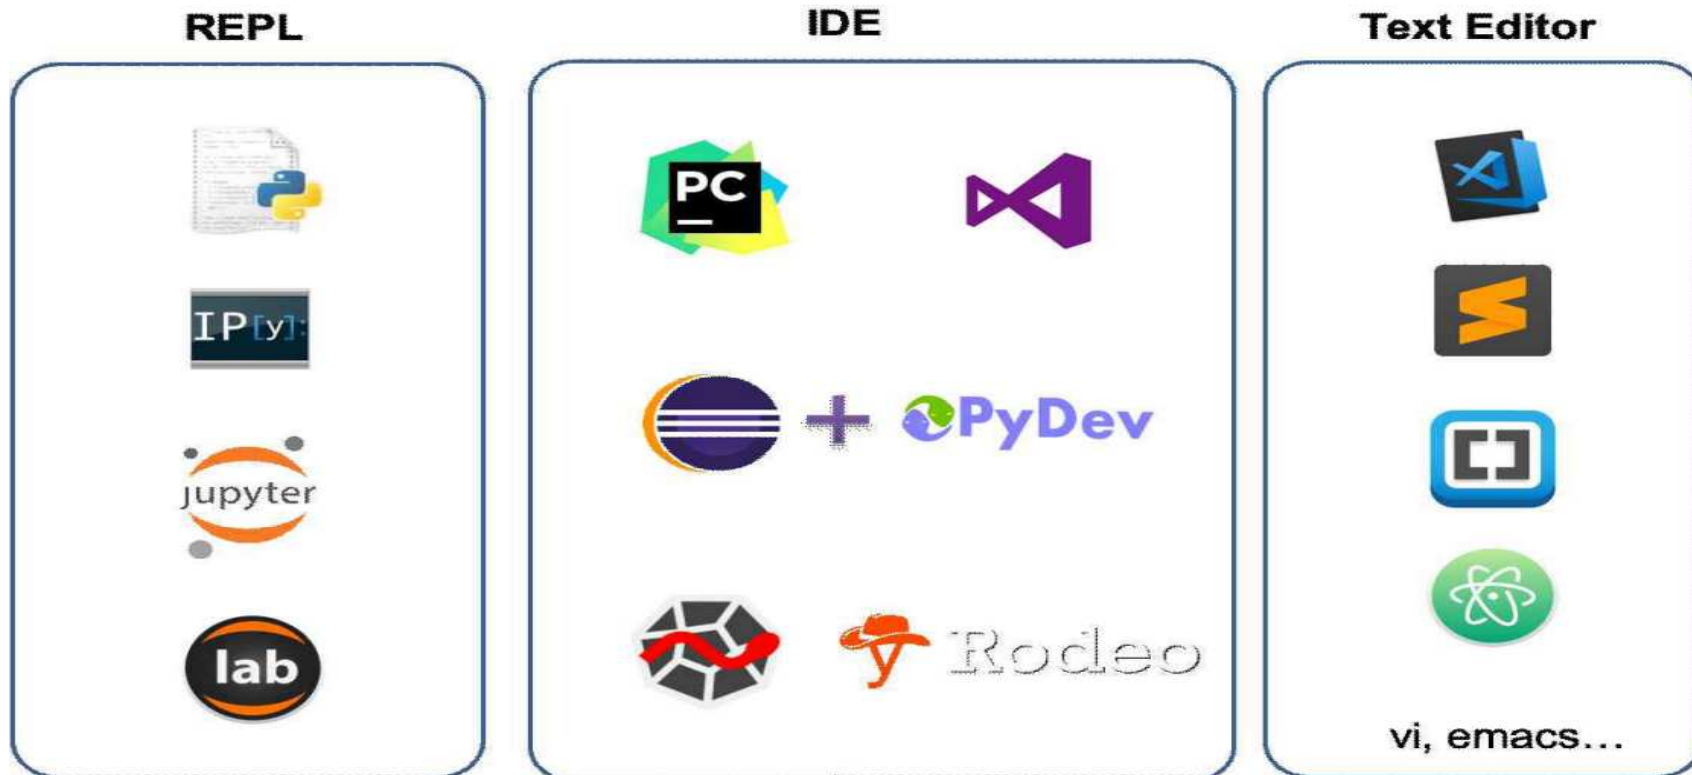 REPL
IP[y]:
jupyter
lab
IDE
PC
+ PyDev
Rodeo
Text Editor
vi, emacs...